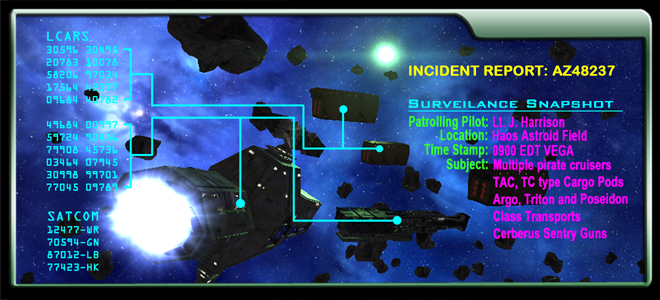 LCARS
30596 30495
20783 10078
58206 97034
17564
09684
49684
59724
79908 45736
03464 07945
30998 99701
77045 09789
SATCOM
12477-WR
70594-GN
87012-LB
77423-HK
INCIDENT REPORT: AZ48237
SURVEILANCE SNAPSHOT
Patrolling Pilot: Lt. J. Harrison
Location: Haos Astroid Field
Time Stamp: 0900 EDT VEGA
Subject: Multiple pirate cruisers
TAC, TC type Cargo Pods
Argo, Triton and Poseidon
Class Transports
Cerberus Sentry Guns